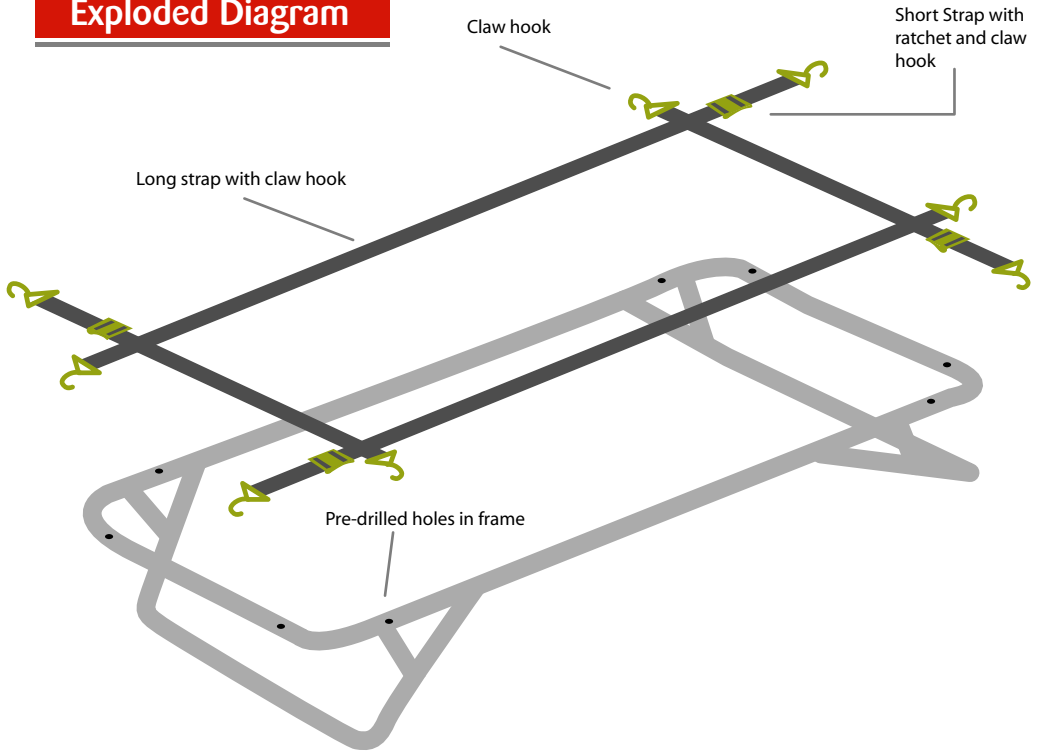 Exploded Diagram
Claw hook
Short Strap with
ratchet and claw
hook
Long strap with claw hook
Pre-drilled holes in frame